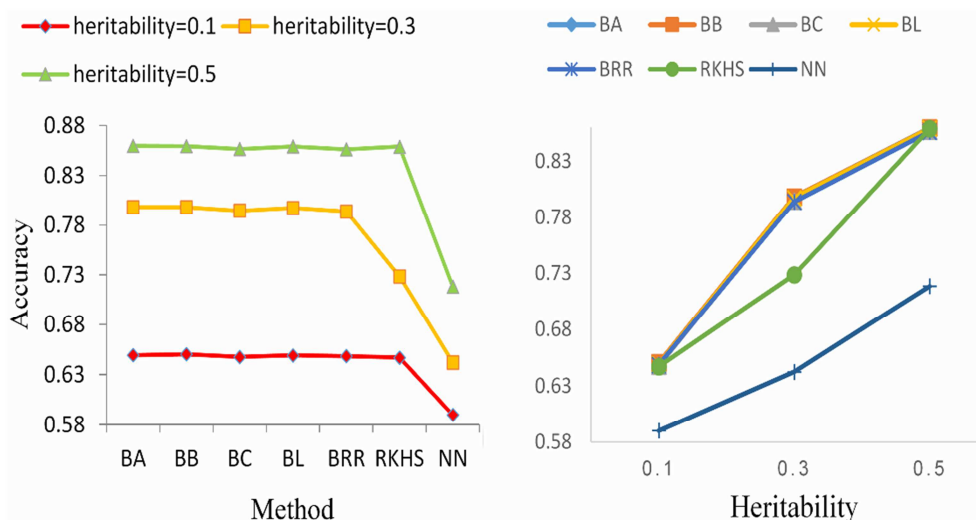 heritability=0.1 heritability=0.3
heritability=0.5
Accuracy
0.88
0.83
0.78
0.73
0.68
0.63
0.58
BA BB BC BL BRR RKHS NN
Method
BA BB BC BL
BRR RKHS NN
0.83
0.78
0.73
0.68
0.63
0.58
0.1 0.3 0.5
Heritability